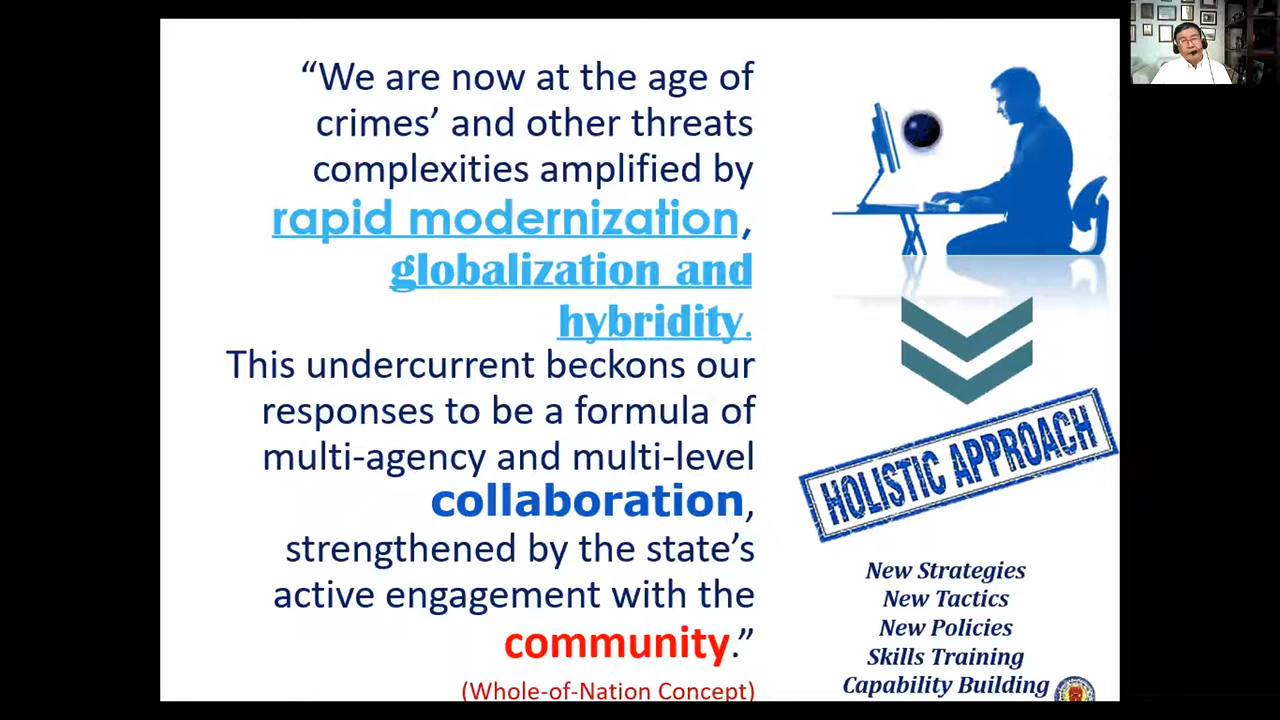 “We are now at the age of
crimes’ and other threats
complexities amplified by
rapid modernization,
globalization and
hybridity.
This undercurrent beckons our
responses to be a formula of
multi-agency and multi-level
collaboration,
strengthened by the state’s
active engagement with the
community.”
(Whole-of-Nation Concept)
HOLISTIC APPROACH
New Strategies
New Tactics
New Policies
Skills Training
Capability Building